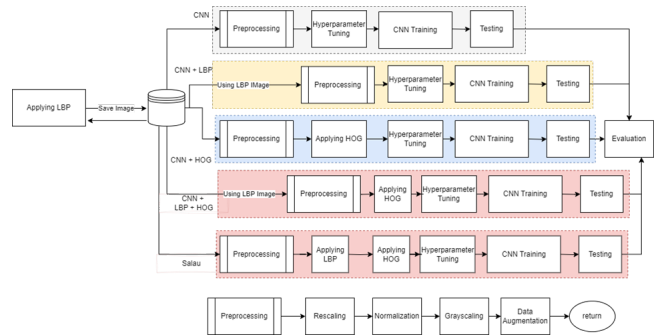 CNN
Preprocessing
Hyperparameter
Tuning
CNN Training
Testing
CNN + LBP
Using LBP IMage
Preprocessing
Hyperparameter
Tuning
CNN Training
Testing
Applying LBP
Save Image
Preprocessing
Applying HOG
Hyperparameter
Tuning
CNN Training
Testing
Evaluation
CNN + HOG
CNN +
LBP + HOG
Using LBP Image
Preprocessing
Applying
HOG
Hyperparameter
Tuning
CNN Training
Testing
Salau
Preprocessing
Applying
LBP
Applying
HOG
Hyperparameter
Tuning
CNN Training
Testing
Preprocessing
Rescaling
Normalization
Grayscaling
Data
Augmentation
return